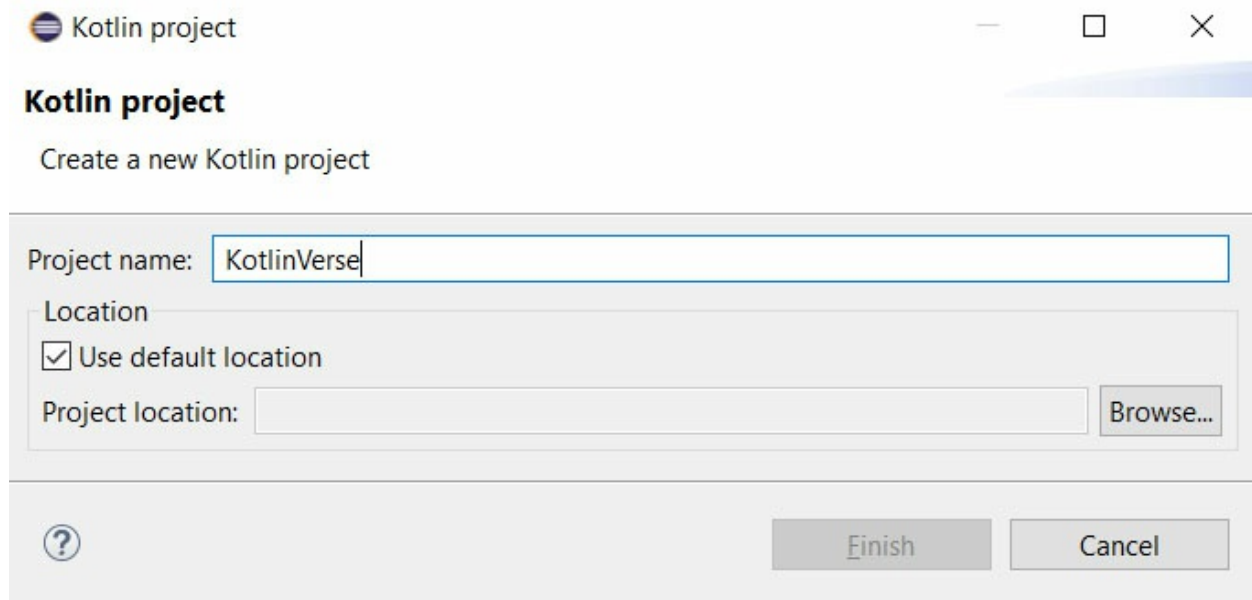 Kotlin project
Kotlin project
Create a new Kotlin project
Project name: KotlinVerse
Location
Use default location
Project location: Browse...
? Finish Cancel